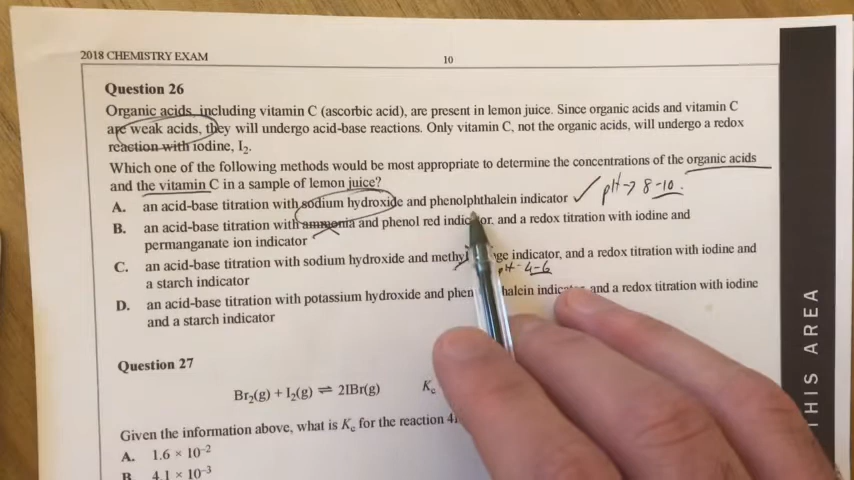 2018 CHEMISTRY EXAM
10
Question 26
Organic acids, including vitamin C (ascorbic acid), are present in lemon juice. Since organic acids and vitamin C
are weak acids, they will undergo acid-base reactions. Only vitamin C, not the organic acids, will undergo a redox
reaction with iodine, I₂.
Which one of the following methods would be most appropriate to determine the concentrations of the organic acids
and the vitamin C in a sample of lemon juice?
A. an acid-base titration with sodium hydroxide and phenolphthalein indicator ✓ pH → 8-10.
B. an acid-base titration with ammonia and phenol red indicator, and a redox titration with iodine and
permanganate ion indicator
C. an acid-base titration with sodium hydroxide and methyl indicator, and a redox titration with iodine and
pH - 4-6
a starch indicator
D. an acid-base titration with potassium hydroxide and and a redox titration with iodine
and a starch indicator
Question 27
Br₂(g) + I₂(g) ⇌ 2IBr(g) K_c
Given the information above, what is K_c for the reaction
A. 1.6 × 10⁻²
B. 4.1 × 10⁻³
THIS AREA